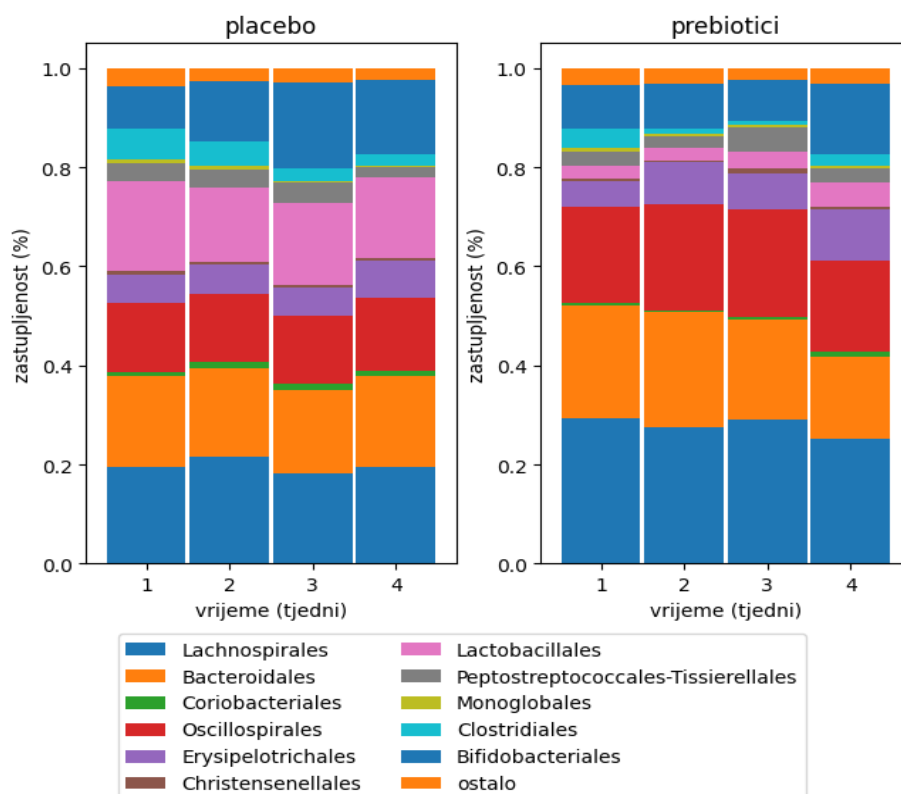 placebo
1.0
0.8
0.6
0.4
0.2
0.0
zastupljenost (%)
1 2 3 4
vrijeme (tjedni)
prebiotici
1.0
0.8
0.6
0.4
0.2
0.0
zastupljenost (%)
1 2 3 4
vrijeme (tjedni)
Lachnospirales
Bacteroidales
Coriobacteriales
Oscillospirales
Erysipelotrichales
Christensenellales
Lactobacillales
Peptostreptococcales-Tissierellales
Monoglobales
Clostridiales
Bifidobacteriales
ostalo